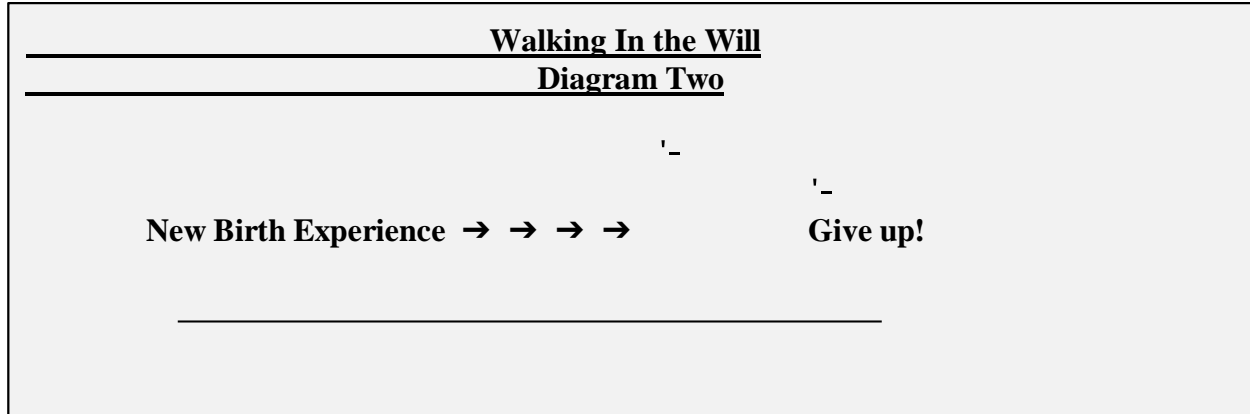 Walking In the Will
Diagram Two
'-
'-
New Birth Experience ➔ ➔ ➔ ➔ Give up!